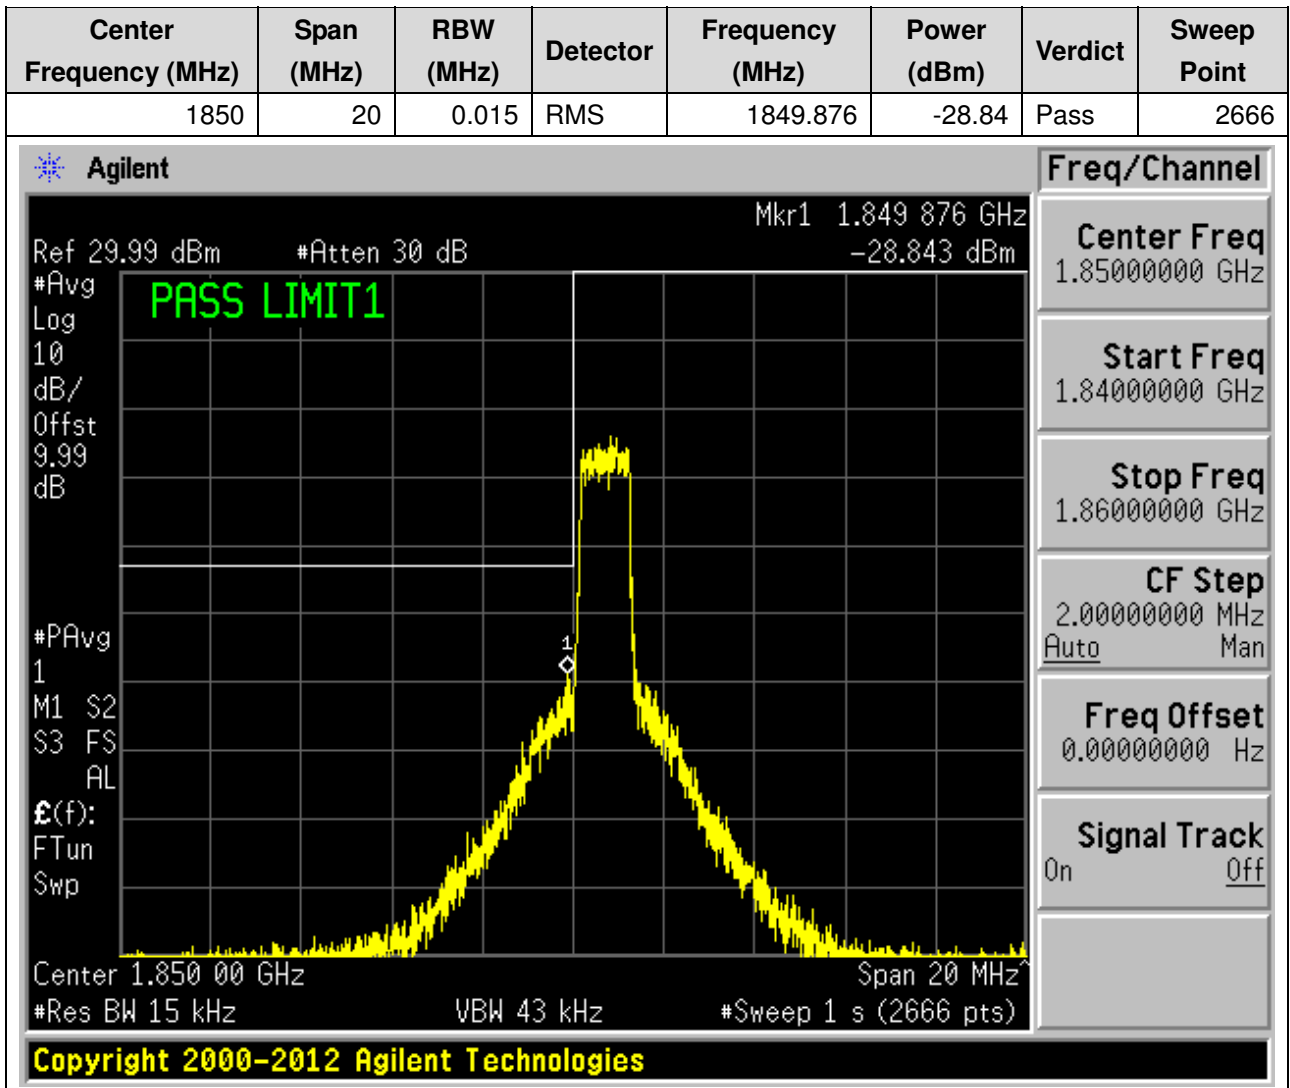 Center Frequency (MHz) Span (MHz) RBW (MHz) Detector Frequency (MHz) Power (dBm) Verdict Sweep Point
1850 20 0.015 RMS 1849.876 -28.84 Pass 2666
Agilent
Freq/Channel
Mkr1 1.849 876 GHz
Ref 29.99 dBm #Atten 30 dB -28.843 dBm
#Avg
Log
10
dB/
Offst
9.99
dB
PASS LIMIT1
1
#PAvg
1
M1 S2
S3 FS
AL
£(f):
FTun
Swp
Center 1.850 00 GHz Span 20 MHz^
#Res BW 15 kHz VBW 43 kHz #Sweep 1 s (2666 pts)
Center Freq
1.85000000 GHz
Start Freq
1.84000000 GHz
Stop Freq
1.86000000 GHz
CF Step
2.00000000 MHz
Auto Man
Freq Offset
0.00000000 Hz
Signal Track
On Off
Copyright 2000-2012 Agilent Technologies